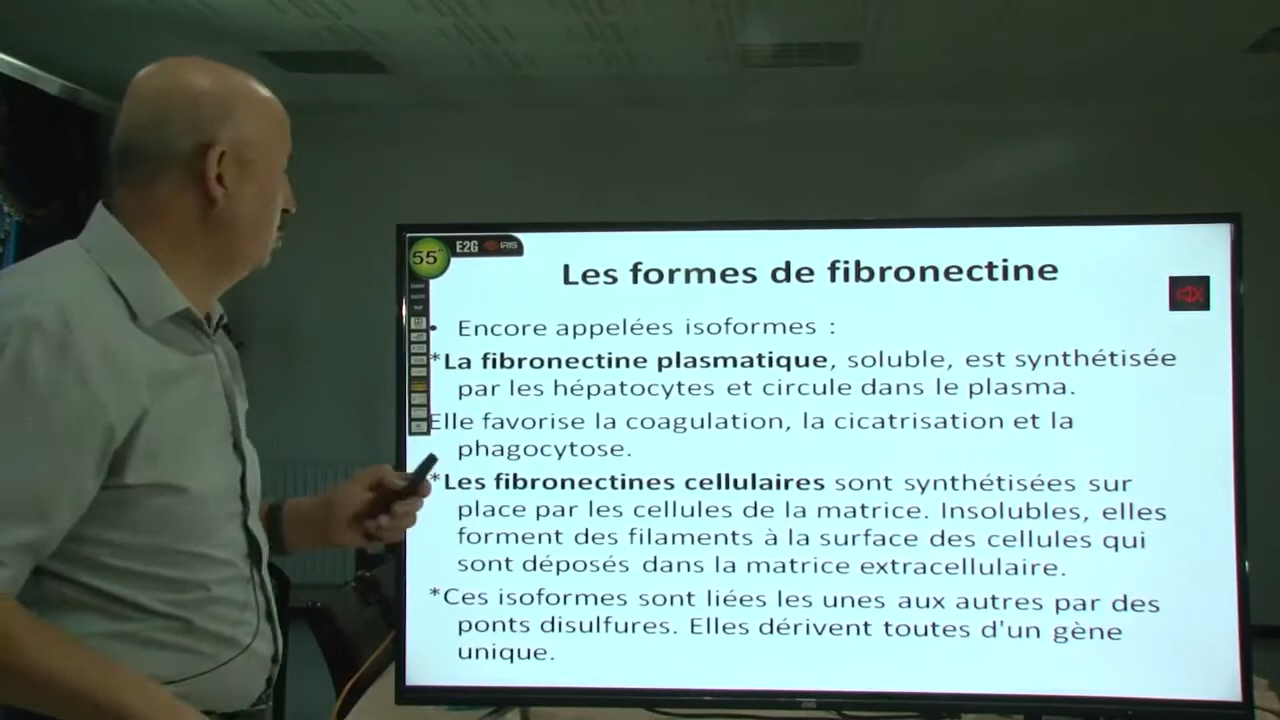 55"
E2G IRIS
Les formes de fibronectine
• Encore appelées isoformes :
*La fibronectine plasmatique, soluble, est synthétisée
par les hépatocytes et circule dans le plasma.
Elle favorise la coagulation, la cicatrisation et la
phagocytose.
*Les fibronectines cellulaires sont synthétisées sur
place par les cellules de la matrice. Insolubles, elles
forment des filaments à la surface des cellules qui
sont déposés dans la matrice extracellulaire.
*Ces isoformes sont liées les unes aux autres par des
ponts disulfures. Elles dérivent toutes d'un gène
unique.